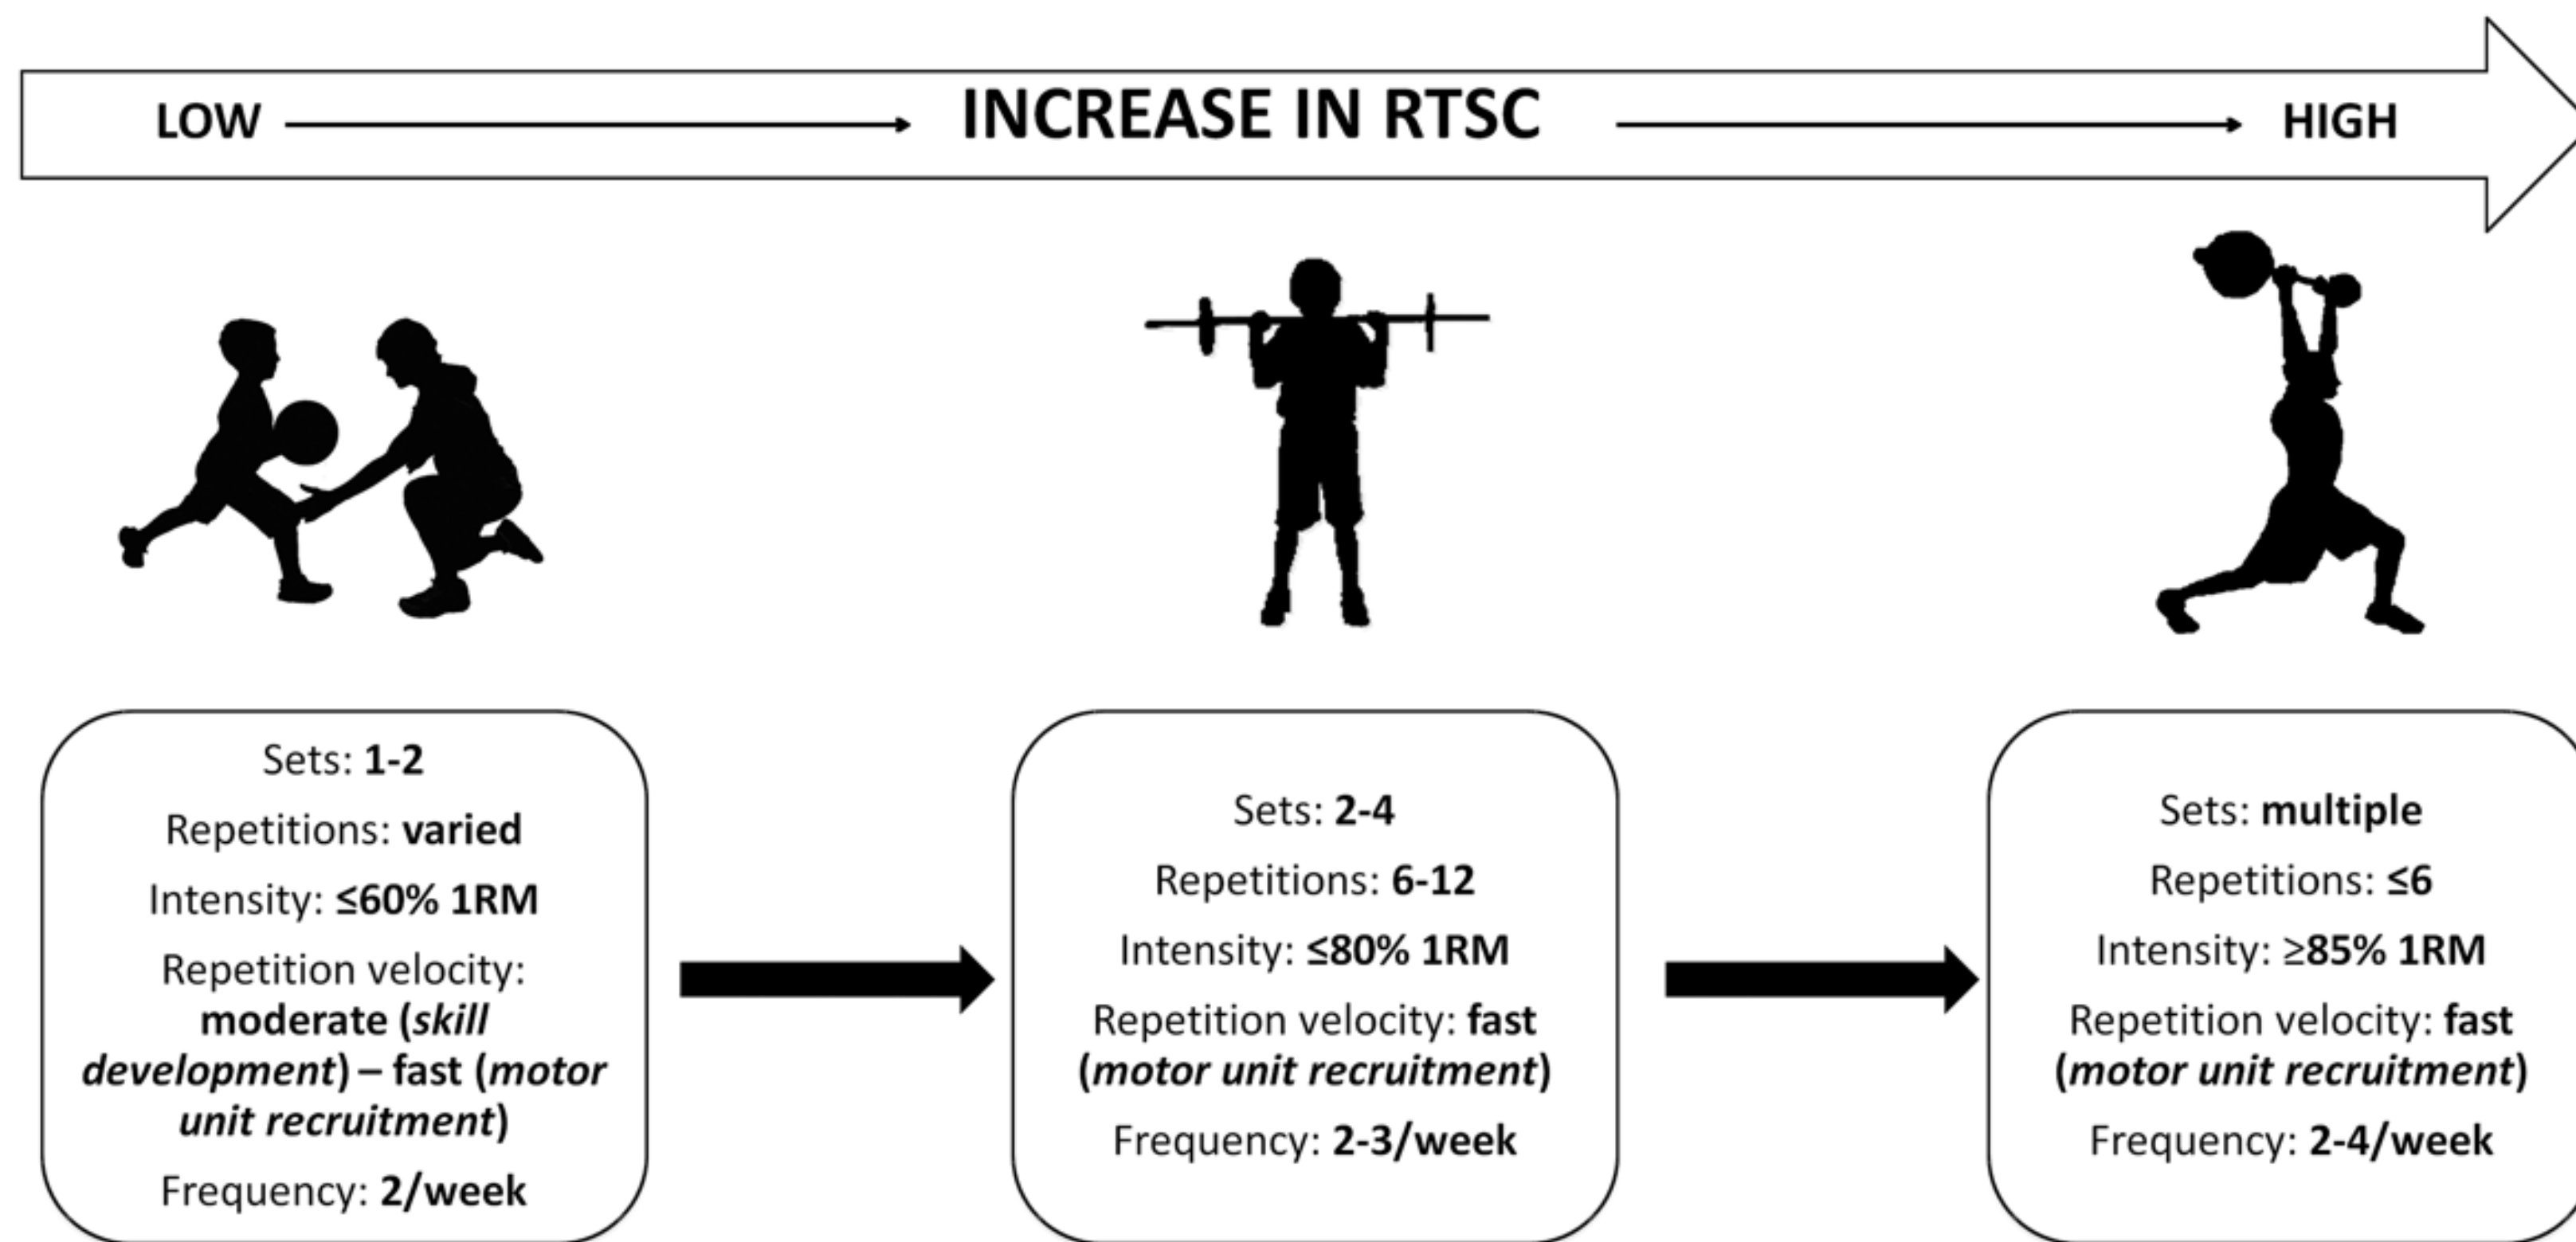 LOW
INCREASE IN RTSC
HIGH
Sets: 1-2
Repetitions: varied
Intensity: ≤60% 1RM
Repetition velocity:
moderate (skill
development) – fast (motor
unit recruitment)
Frequency: 2/week
Sets: 2-4
Repetitions: 6-12
Intensity: ≤80% 1RM
Repetition velocity: fast
(motor unit recruitment)
Frequency: 2-3/week
Sets: multiple
Repetitions: ≤6
Intensity: ≥85% 1RM
Repetition velocity: fast
(motor unit recruitment)
Frequency: 2-4/week